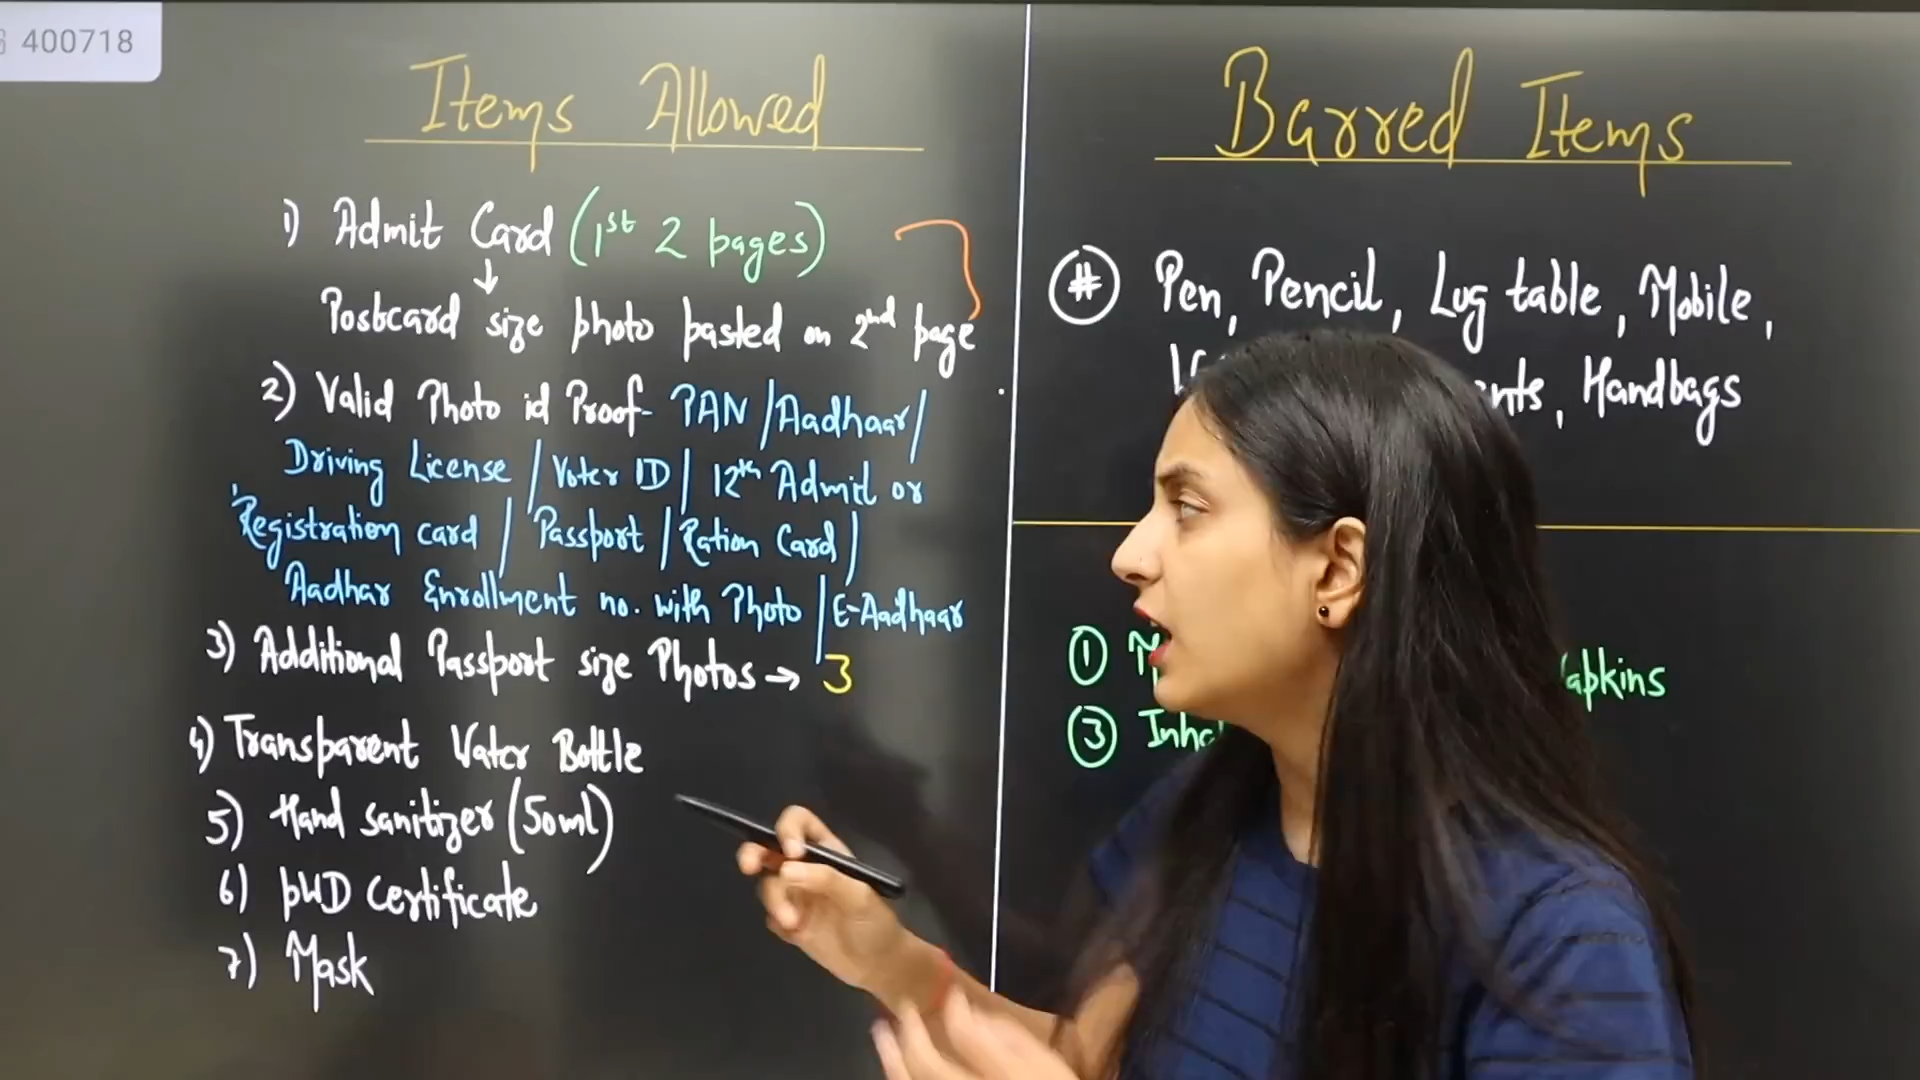 400718
Items Allowed
1) Admit Card (1st 2 pages)
↓
Postcard size photo pasted on 2nd page
2) Valid Photo id Proof- PAN / Aadhaar /
Driving License / Voter ID / 12th Admit or
Registration card / Passport / Ration Card /
Aadhar Enrollment no. with Photo / E-Aadhaar
3) Additional Passport size Photos → 3
4) Transparent Water Bottle
5) Hand sanitizer (50ml)
6) pWD Certificate
7) Mask
Barred Items
# Pen, Pencil, Log table, Mobile,
Handbags
①
③